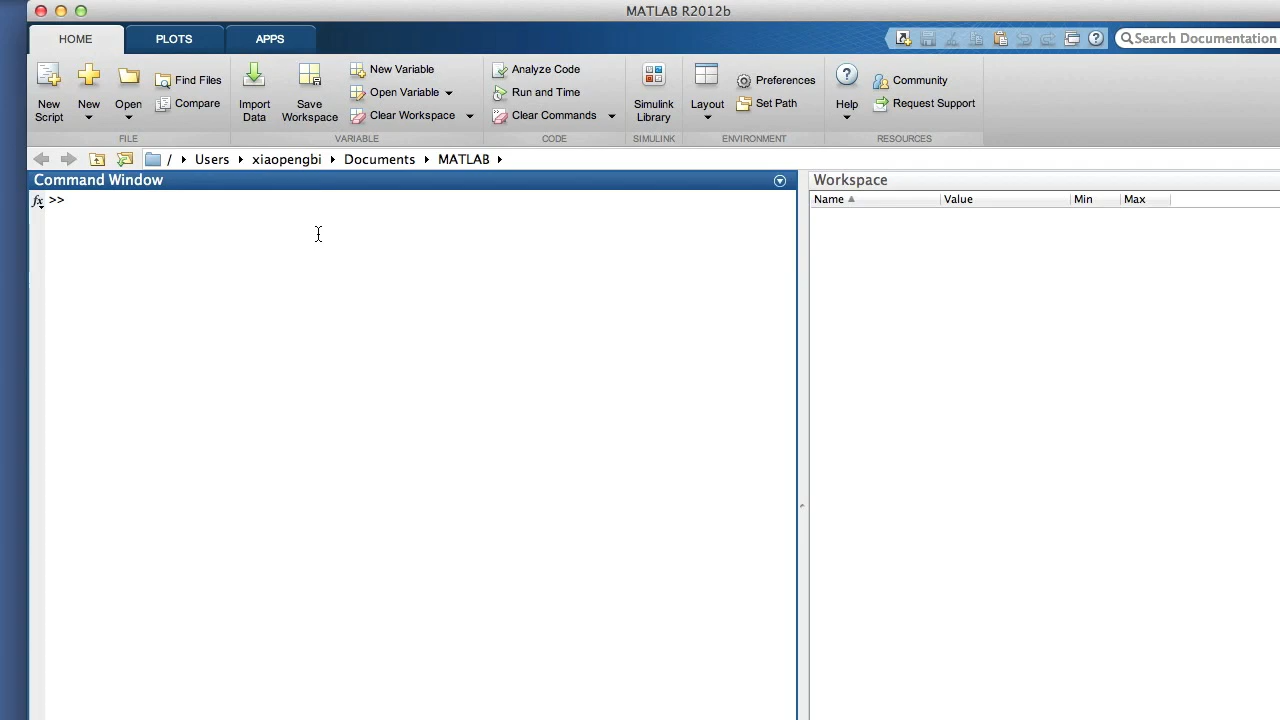 MATLAB R2012b
HOME PLOTS APPS Search Documentation
New Script New Open Find Files Compare Import Data Save Workspace New Variable Open Variable Clear Workspace Analyze Code Run and Time Clear Commands Simulink Library Layout Preferences Set Path Help Community Request Support
FILE VARIABLE CODE SIMULINK ENVIRONMENT RESOURCES
/ Users xiaopengbi Documents MATLAB
Command Window
fx >>
Workspace
Name Value Min Max